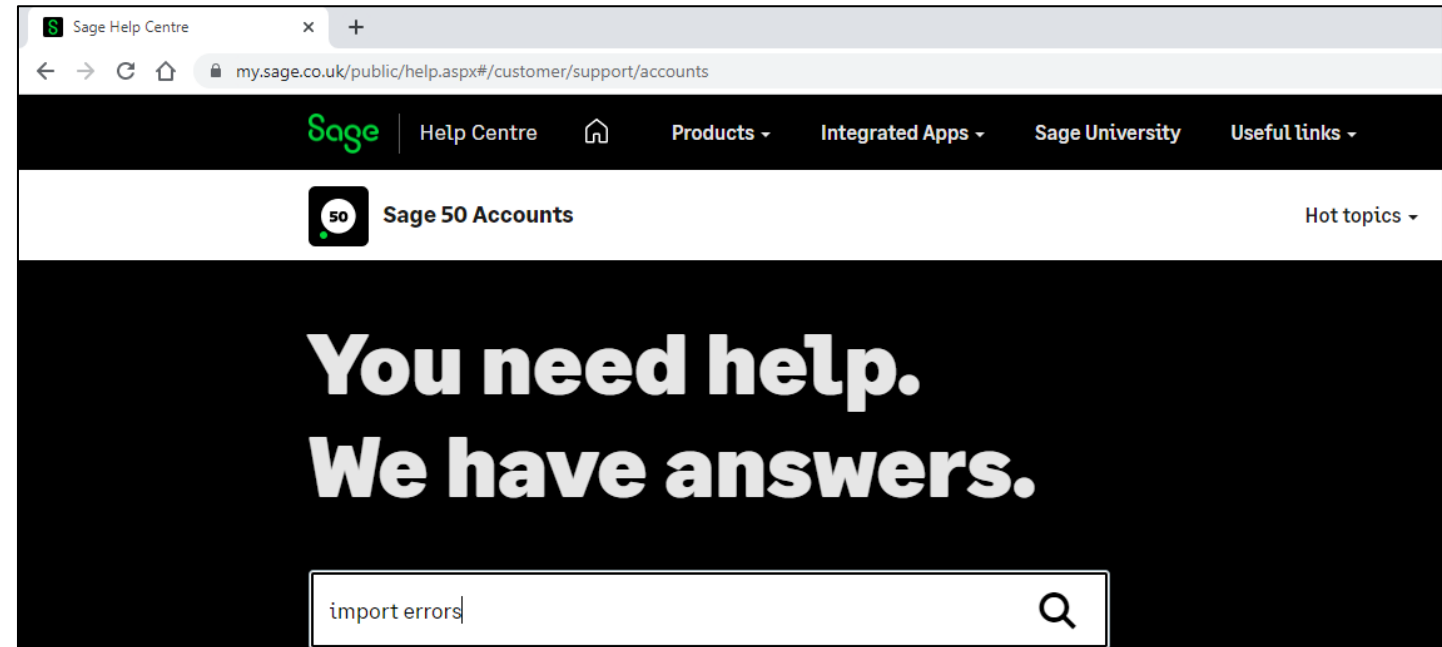 S Sage Help Centre
my.sage.co.uk/public/help.aspx#/customer/support/accounts
Sage Help Centre Products Integrated Apps Sage University Useful links
50 Sage 50 Accounts Hot topics
You need help.
We have answers.
import errors